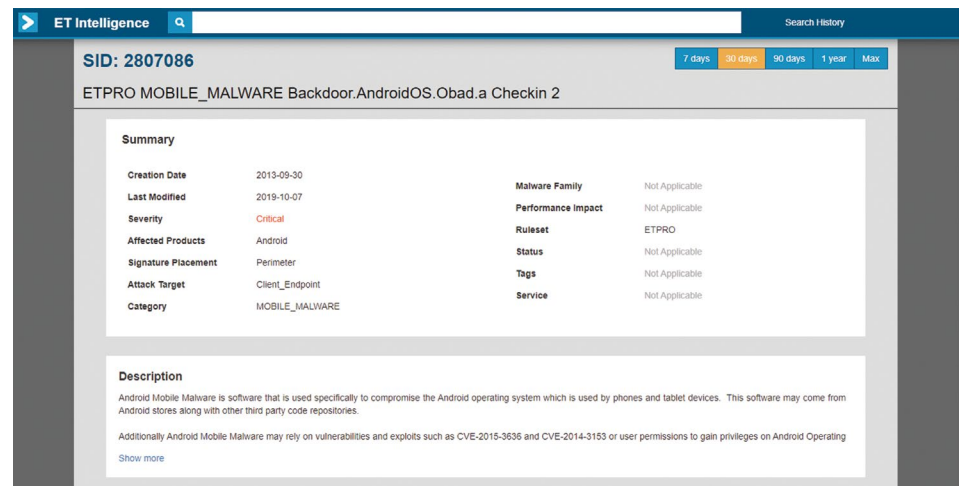 ET Intelligence
Search History
SID: 2807086
7 days 30 days 90 days 1 year Max
ETPRO MOBILE_MALWARE Backdoor.AndroidOS.Obad.a Checkin 2
Summary
Creation Date 2013-09-30
Last Modified 2019-10-07
Severity Critical
Affected Products Android
Signature Placement Perimeter
Attack Target Client_Endpoint
Category MOBILE_MALWARE
Malware Family Not Applicable
Performance Impact Not Applicable
Ruleset ETPRO
Status Not Applicable
Tags Not Applicable
Service Not Applicable
Description
Android Mobile Malware is software that is used specifically to compromise the Android operating system which is used by phones and tablet devices. This software may come from
Android stores along with other third party code repositories.
Additionally Android Mobile Malware may rely on vulnerabilities and exploits such as CVE-2015-3636 and CVE-2014-3153 or user permissions to gain privileges on Android Operating
Show more